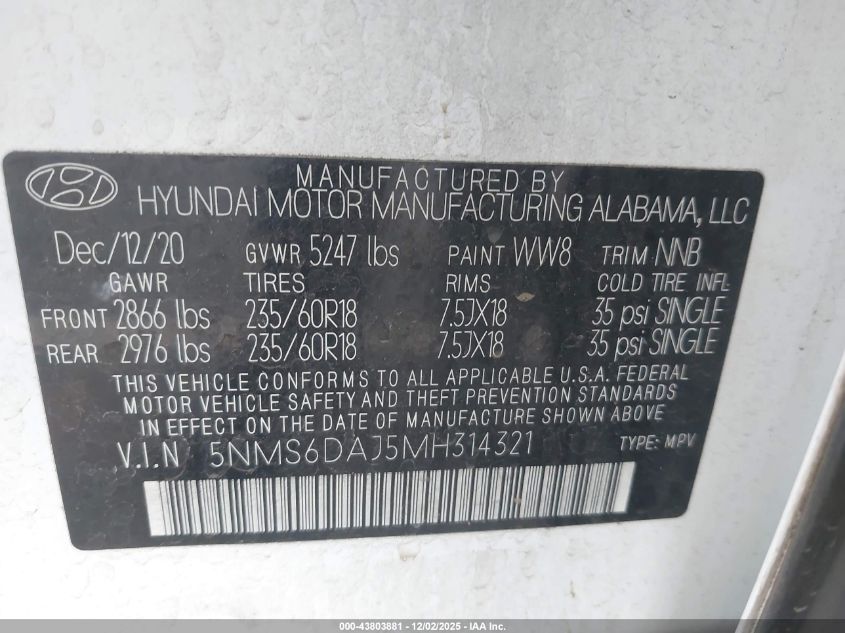 MANUFACTURED BY
HYUNDAI MOTOR MANUFACTURING ALABAMA, LLC
Dec/12/20 GVWR 5247 lbs PAINT WW8 TRIM NNB
GAWR TIRES RIMS COLD TIRE INFL
FRONT 2866 lbs 235/60R18 7.5JX18 35 psi SINGLE
REAR 2976 lbs 235/60R18 7.5JX18 35 psi SINGLE
THIS VEHICLE CONFORMS TO ALL APPLICABLE U.S.A. FEDERAL
MOTOR VEHICLE SAFETY AND THEFT PREVENTION STANDARDS
IN EFFECT ON THE DATE OF MANUFACTURE SHOWN ABOVE
V.I.N 5NMS6DAJ5MH314321 TYPE: MPV
000-43803881 - 12/02/2025 - IAA Inc.